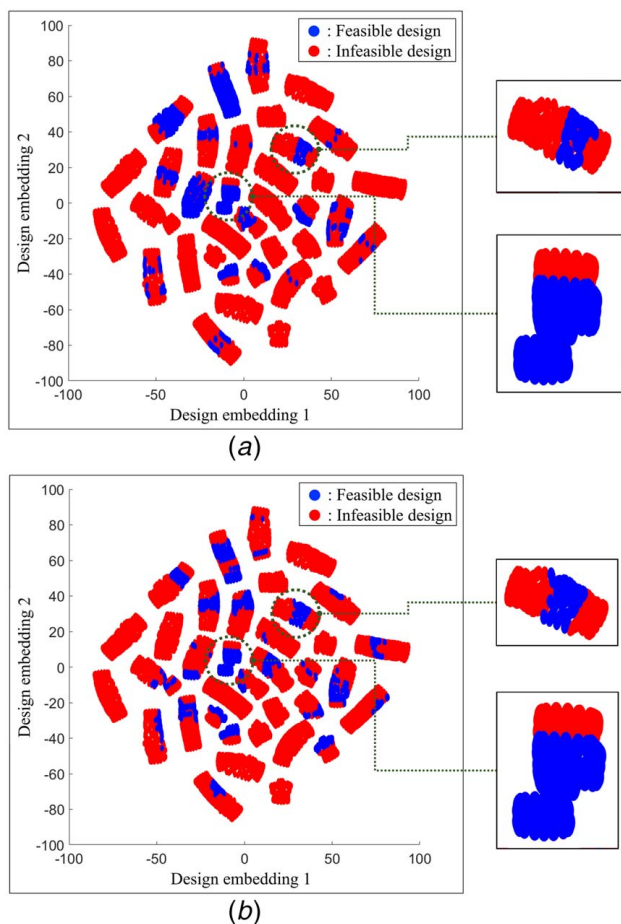 100
80
60
40
20
0
-20
-40
-60
-80
-100
Design embedding 2
: Feasible design
: Infeasible design
-100 -50 0 50 100
Design embedding 1
(a)
100
80
60
40
20
0
-20
-40
-60
-80
-100
Design embedding 2
: Feasible design
: Infeasible design
-100 -50 0 50 100
Design embedding 1
(b)